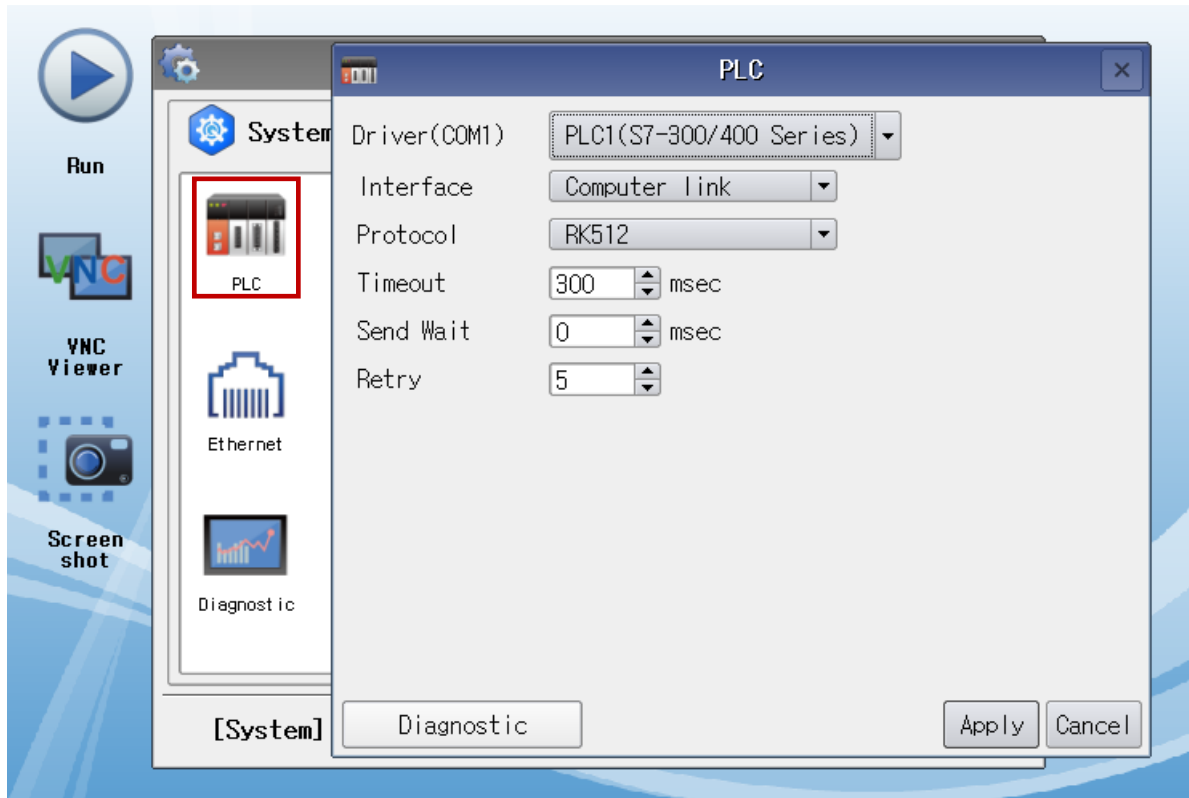 Run
VNC
VNC
Viewer
Screen
shot
System
PLC
Ethernet
Diagnostic
[System]
PLC
Driver(COM1) PLC1(S7-300/400 Series)
Interface Computer link
Protocol RK512
Timeout 300 msec
Send Wait 0 msec
Retry 5
Diagnostic Apply Cancel